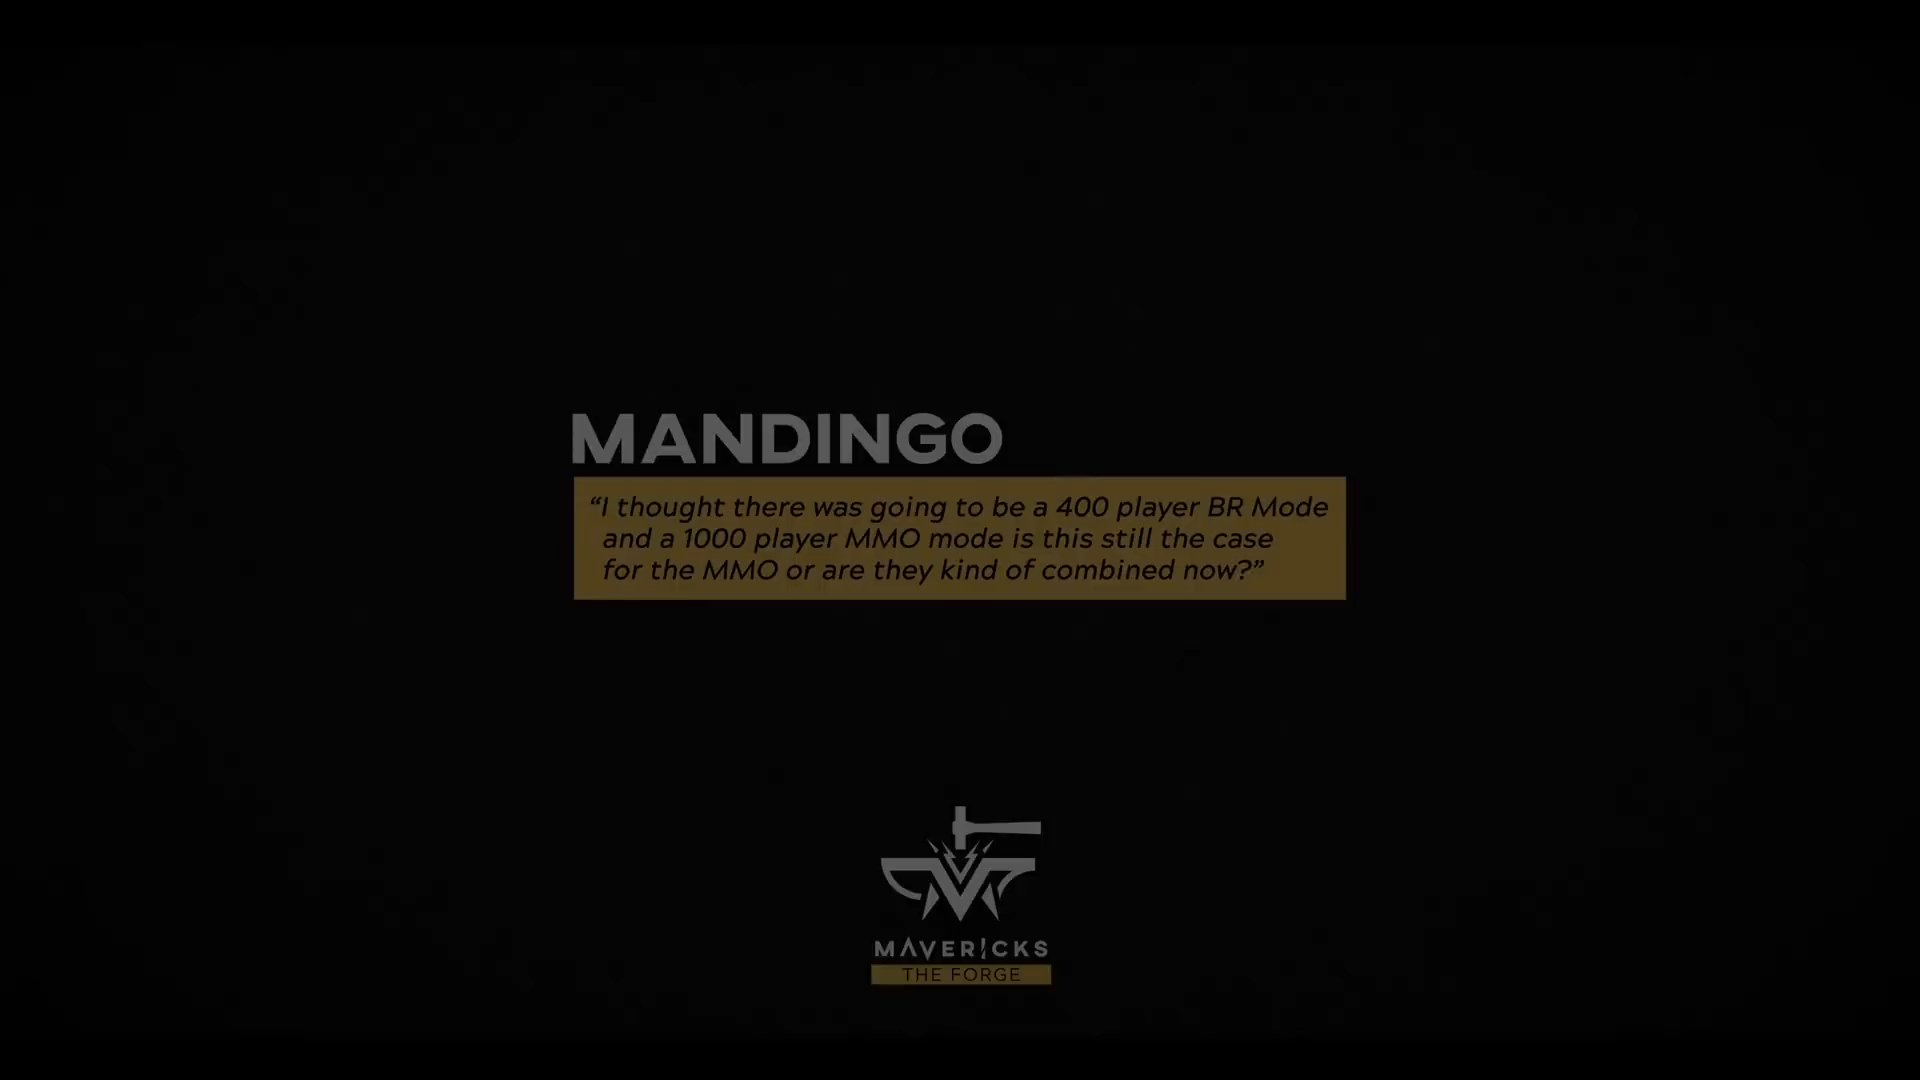 MANDINGO
“I thought there was going to be a 400 player BR Mode
and a 1000 player MMO mode is this still the case
for the MMO or are they kind of combined now?”
MAVERICKS
THE FORGE